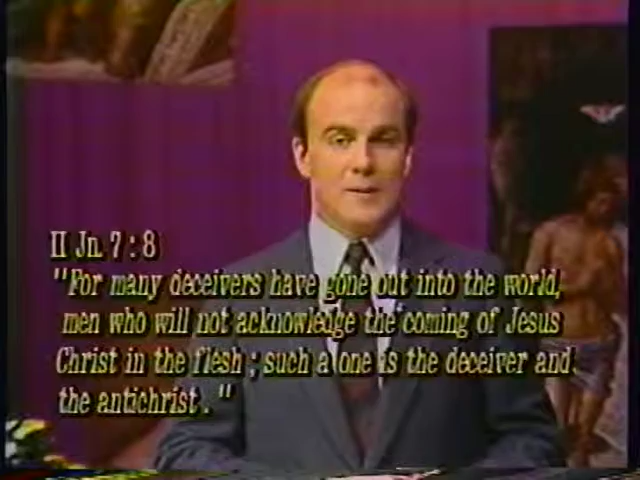 II Jn. 7:8
"For many deceivers have gone out into the world,
men who will not acknowledge the coming of Jesus
Christ in the flesh; such a one is the deceiver and
the antichrist."